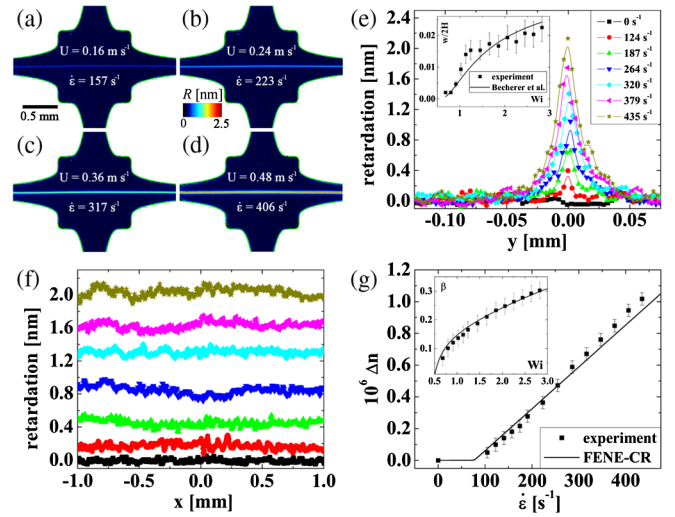 (a)
U = 0.16 m s-1
ε̇ = 157 s-1
0.5 mm
(b)
U = 0.24 m s-1
ε̇ = 223 s-1
R [nm]
0 2.5
(c)
U = 0.36 m s-1
ε̇ = 317 s-1
(d)
U = 0.48 m s-1
ε̇ = 406 s-1
(e)
retardation [nm]
2.4
2.0
1.6
1.2
0.8
0.4
0.0
-0.10 -0.05 0.00 0.05
y [mm]
w/2H
0.02
0.01
0.00
1 2
Wi
experiment
Becherer et al.
0 s-1
124 s-1
187 s-1
264 s-1
320 s-1
379 s-1
435 s-1
(f)
retardation [nm]
2.0
1.6
1.2
0.8
0.4
0.0
-1.0 -0.5 0.0 0.5 1.0
x [mm]
(g)
10^6 Δn
1.2
1.0
0.8
0.6
0.4
0.2
0.0
0 100 200 300 400
ε̇ [s-1]
β
0.3
0.2
0.1
0.5 1.0 1.5 2.0 2.5 3.0
Wi
experiment
FENE-CR